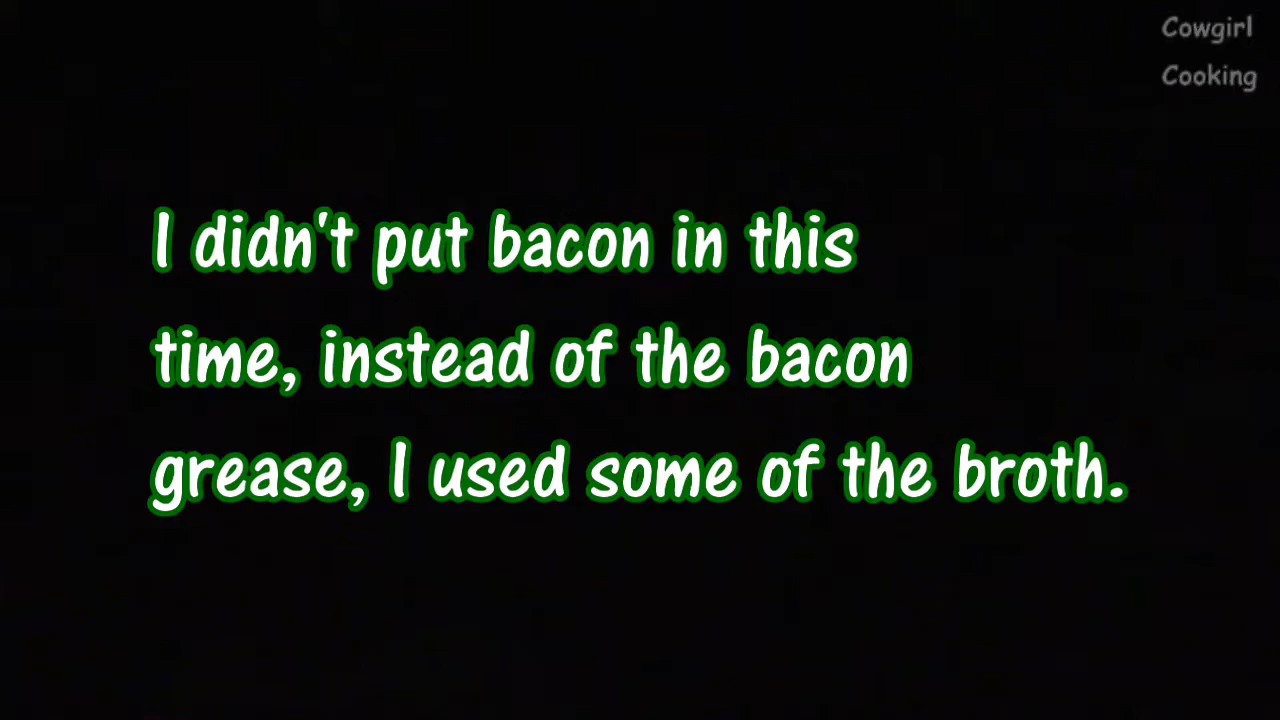 Cowgirl
Cooking
I didn't put bacon in this
time, instead of the bacon
grease, I used some of the broth.